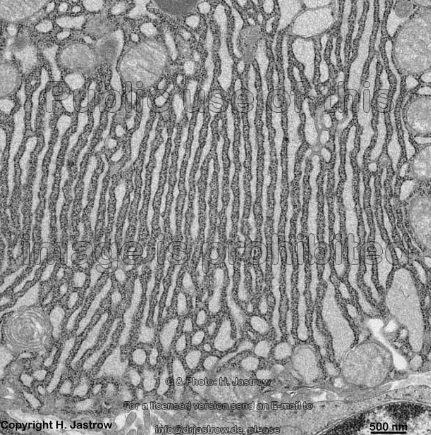 Public use of this
image is prohibited
© & Photo: H. Jastrow
For a licensed version send an E-mail to
info@drjastrow.de, please
Copyright H. Jastrow
500 nm